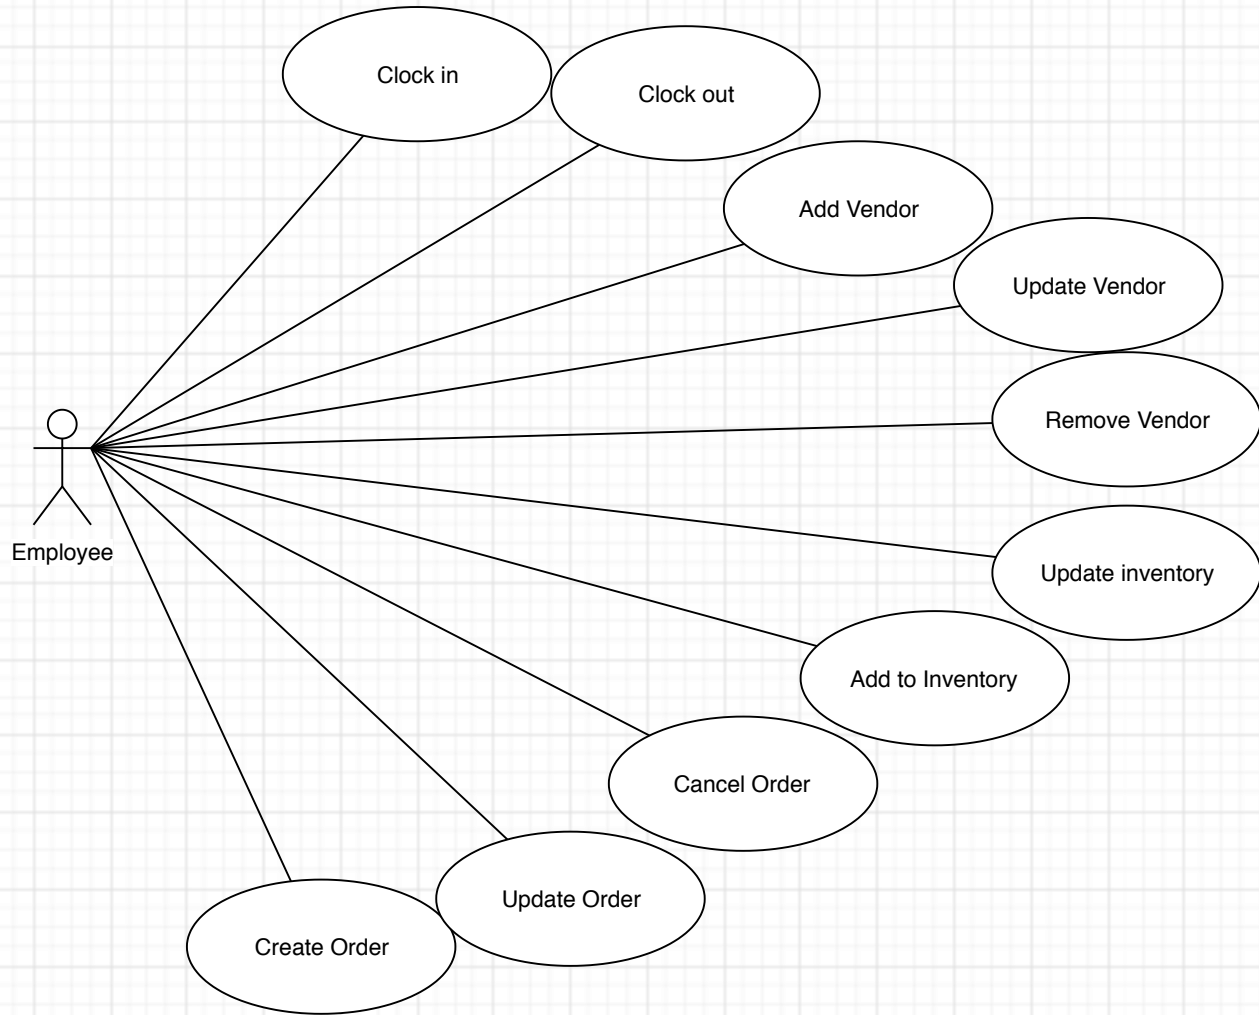 Clock in
Clock out
Add Vendor
Update Vendor
Remove Vendor
Employee
Update inventory
Add to Inventory
Cancel Order
Update Order
Create Order